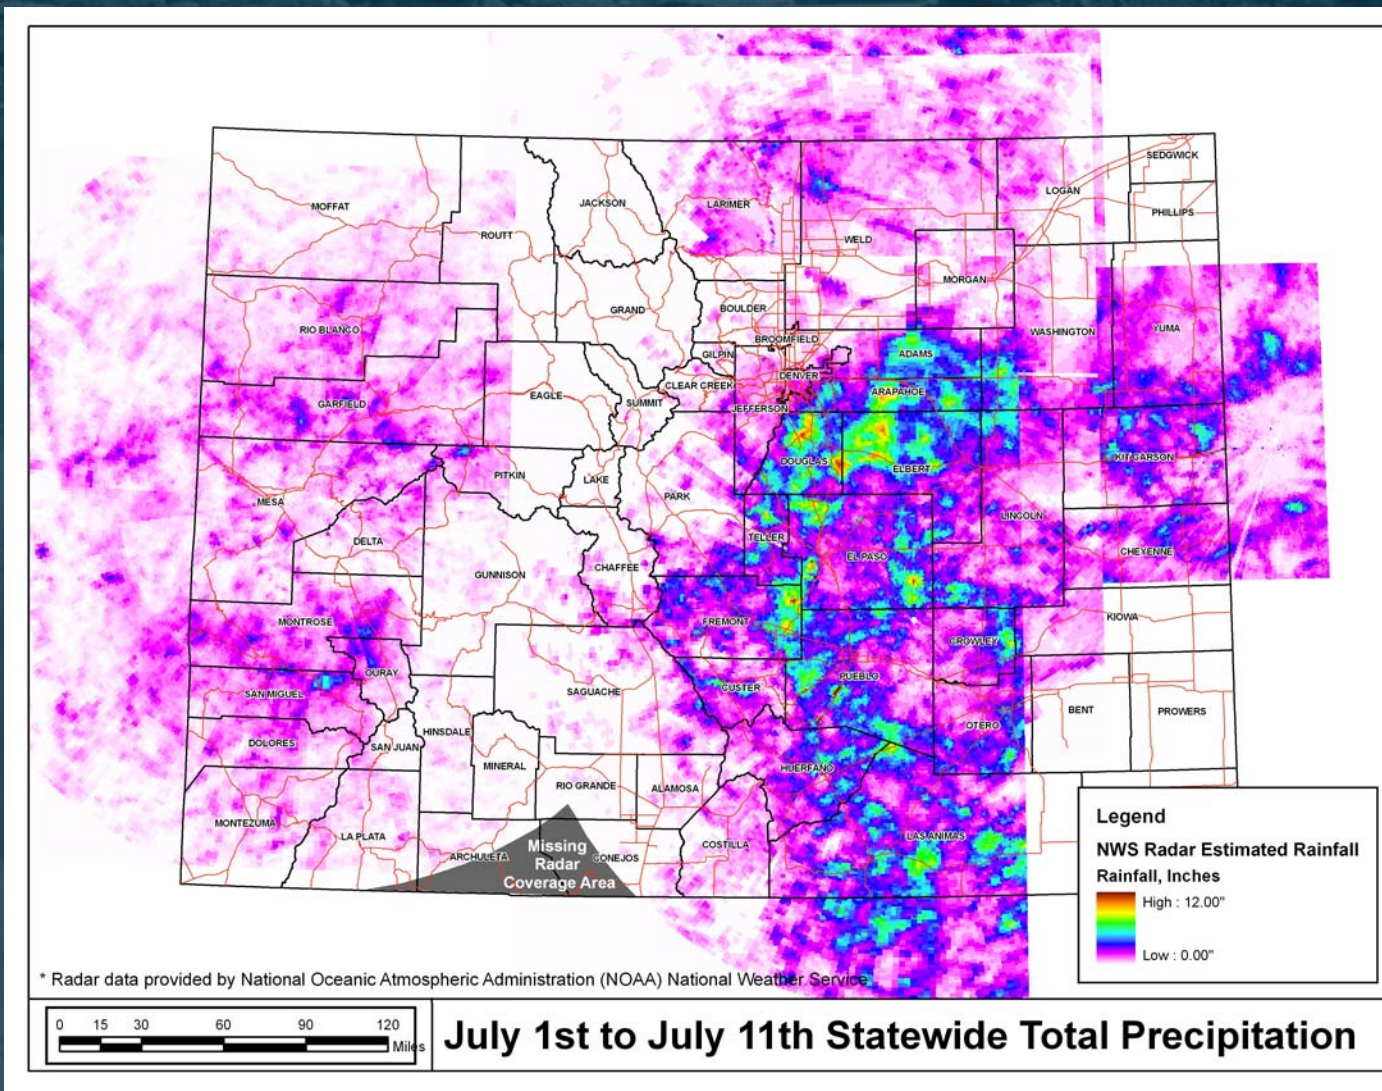 SEDGWICK
LOGAN
MOFFAT
JACKSON
LARIMER
PHILLIPS
ROUTT
WELD
MORGAN
GRAND
BOULDER
RIO BLANCO
WASHINGTON
YUMA
BROOMFIELD
GILPIN
ADAMS
DENVER
CLEAR CREEK
ARAPAHOE
EAGLE
SUMMIT
GARFIELD
JEFFERSON
KIT CARSON
DOUGLAS
ELBERT
PITKIN
LAKE
MESA
PARK
LINCOLN
DELTA
TELLER
CHEYENNE
EL PASO
GUNNISON
CHAFFEE
MONTROSE
FREMONT
KIOWA
CROWLEY
OURAY
PUEBLO
SAN MIGUEL
SAGUACHE
CUSTER
BENT
PROWERS
OTERO
HINSDALE
DOLORES
SAN JUAN
MINERAL
HUERFANO
RIO GRANDE
ALAMOSA
MONTEZUMA
LA PLATA
LAS ANIMAS
COSTILLA
ARCHULETA
CONEJOS
Missing
Radar
Coverage Area
Legend
NWS Radar Estimated Rainfall
Rainfall, Inches
High : 12.00"
Low : 0.00"
* Radar data provided by National Oceanic Atmospheric Administration (NOAA) National Weather Service
0 15 30 60 90 120
Miles
July 1st to July 11th Statewide Total Precipitation